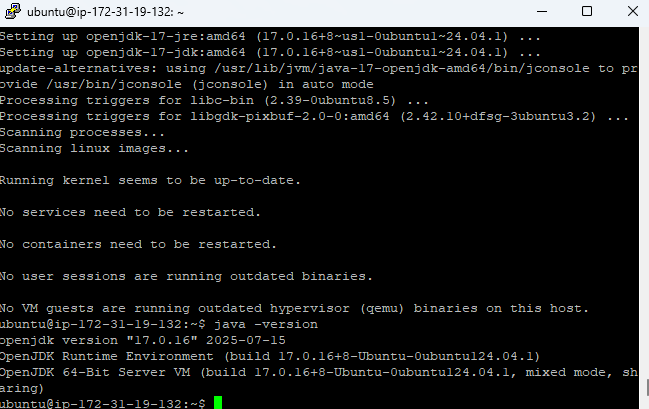 ubuntu@ip-172-31-19-132: ~
Setting up openjdk-17-jre:amd64 (17.0.16+8~us1-0ubuntu1~24.04.1) ...
Setting up openjdk-17-jdk:amd64 (17.0.16+8~us1-0ubuntu1~24.04.1) ...
update-alternatives: using /usr/lib/jvm/java-17-openjdk-amd64/bin/jconsole to pr
ovide /usr/bin/jconsole (jconsole) in auto mode
Processing triggers for libc-bin (2.39-0ubuntu8.5) ...
Processing triggers for libgdk-pixbuf-2.0-0:amd64 (2.42.10+dfsg-3ubuntu3.2) ...
Scanning processes...
Scanning linux images...
Running kernel seems to be up-to-date.
No services need to be restarted.
No containers need to be restarted.
No user sessions are running outdated binaries.
No VM guests are running outdated hypervisor (qemu) binaries on this host.
ubuntu@ip-172-31-19-132:~$ java -version
openjdk version "17.0.16" 2025-07-15
OpenJDK Runtime Environment (build 17.0.16+8-Ubuntu-0ubuntu124.04.1)
OpenJDK 64-Bit Server VM (build 17.0.16+8-Ubuntu-0ubuntu124.04.1, mixed mode, sh
aring)
ubuntu@ip-172-31-19-132:~$